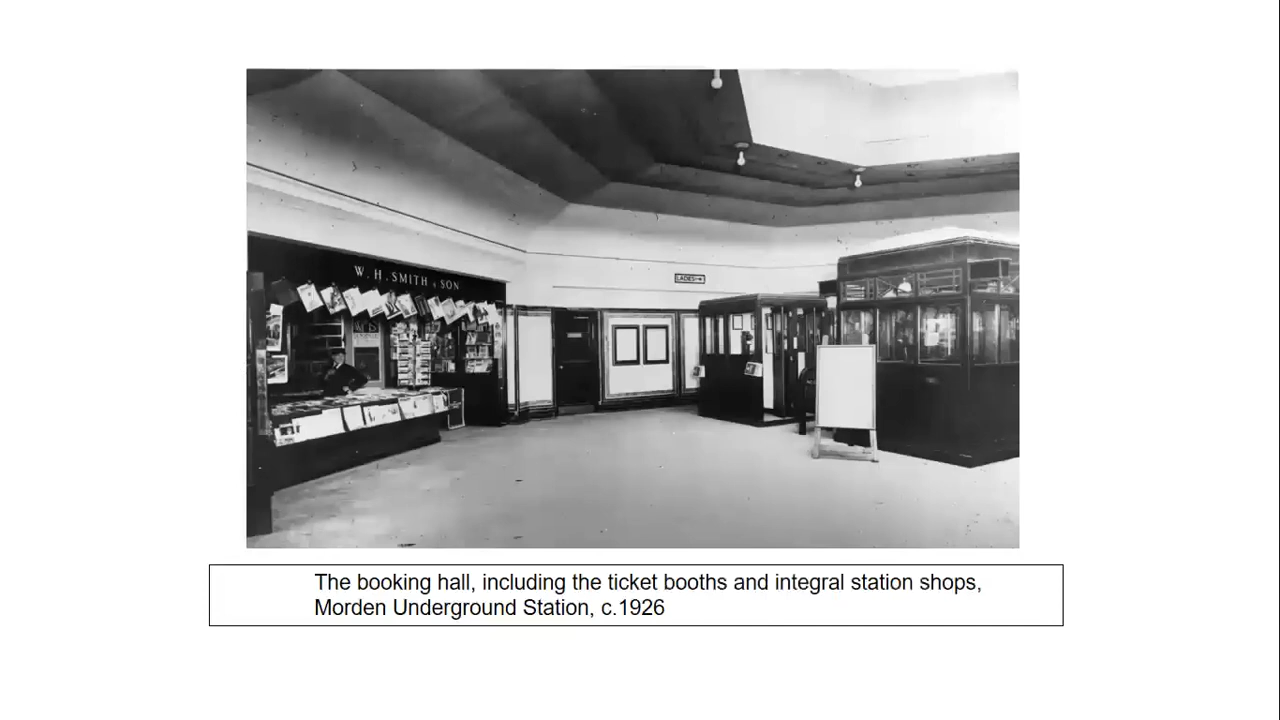 W.H.SMITH & SON
LADIES
The booking hall, including the ticket booths and integral station shops,
Morden Underground Station, c.1926